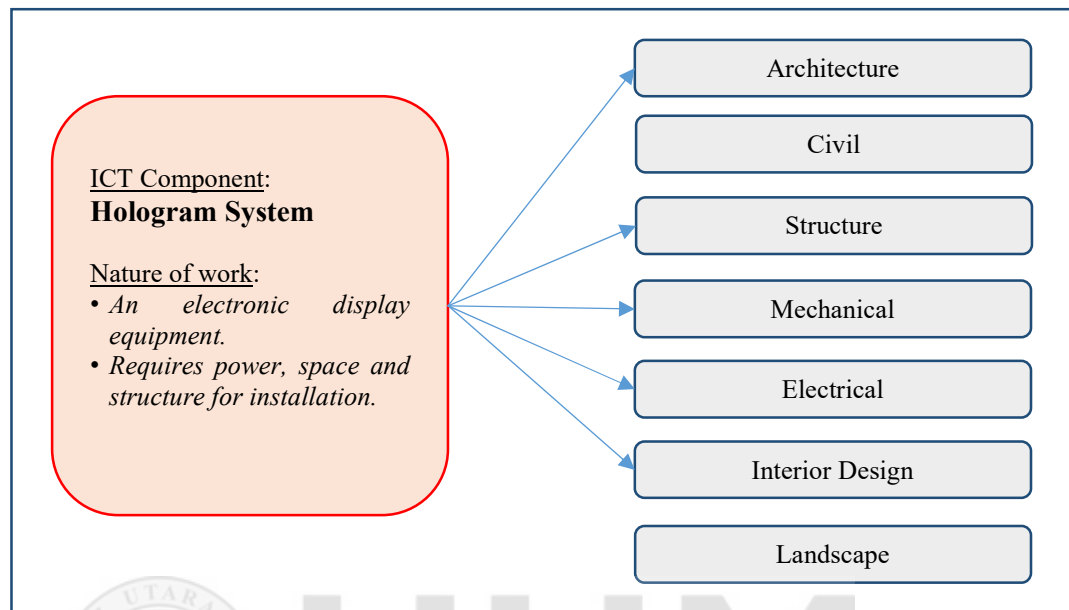 ICT Component:
Hologram System
Nature of work:
• An electronic display
equipment.
• Requires power, space and
structure for installation.
Architecture
Civil
Structure
Mechanical
Electrical
Interior Design
Landscape
UTARA